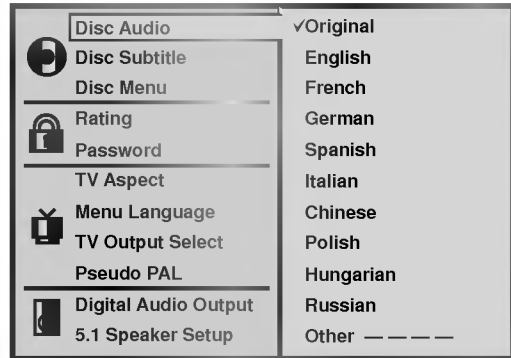 Disc Audio
Disc Subtitle
Disc Menu
Rating
Password
TV Aspect
Menu Language
TV Output Select
Pseudo PAL
Digital Audio Output
5.1 Speaker Setup
✓Original
English
French
German
Spanish
Italian
Chinese
Polish
Hungarian
Russian
Other — — — —